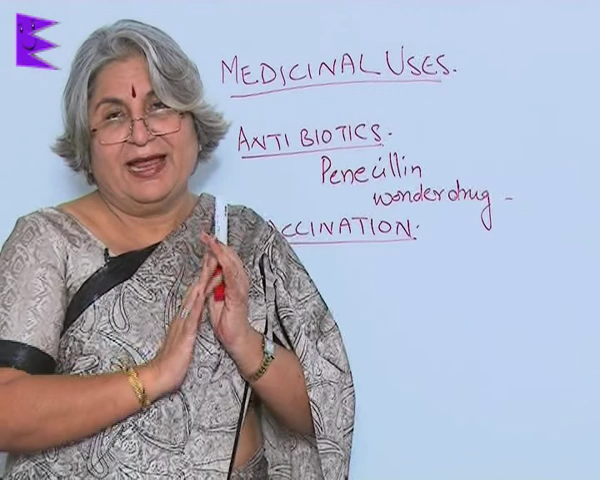 MEDICINAL USES.
ANTIBIOTICS.
Penecillin
wonder drug -
ACCINATION.